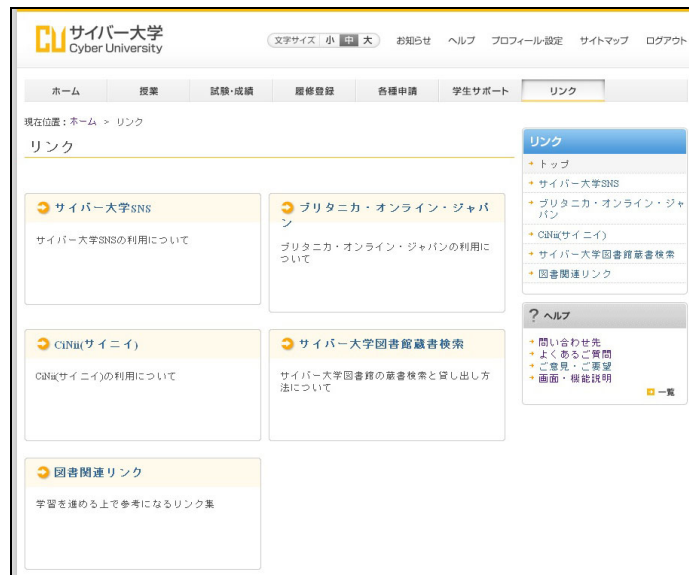 サイバー大学
Cyber University
文字サイズ 小 中 大 お知らせ ヘルプ プロフィール設定 サイトマップ ログアウト
ホーム 授業 試験・成績 履修登録 各種申請 学生サポート リンク
現在位置：ホーム > リンク
リンク
サイバー大学SNS
サイバー大学SNSの利用について
ブリタニカ・オンライン・ジャパ
ン
ブリタニカ・オンライン・ジャパンの利用に
ついて
CiNii(サイニイ)
CiNii(サイニイ)の利用について
サイバー大学図書館蔵書検索
サイバー大学図書館の蔵書検索と貸し出し方
法について
図書関連リンク
学習を進める上で参考になるリンク集
リンク
トップ
サイバー大学SNS
ブリタニカ・オンライン・ジャ
パン
CiNii(サイニイ)
サイバー大学図書館蔵書検索
図書関連リンク
? ヘルプ
問い合わせ先
よくあるご質問
ご意見・ご要望
画面・機能説明
一覧